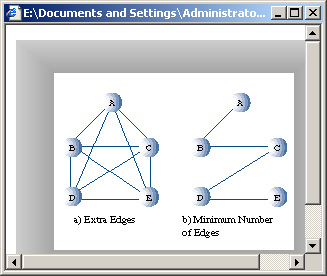 E:\Documents and Settings\Administrato...
A
A
B
C
B
C
D
E
D
E
a) Extra Edges
b) Minimum Number
of Edges